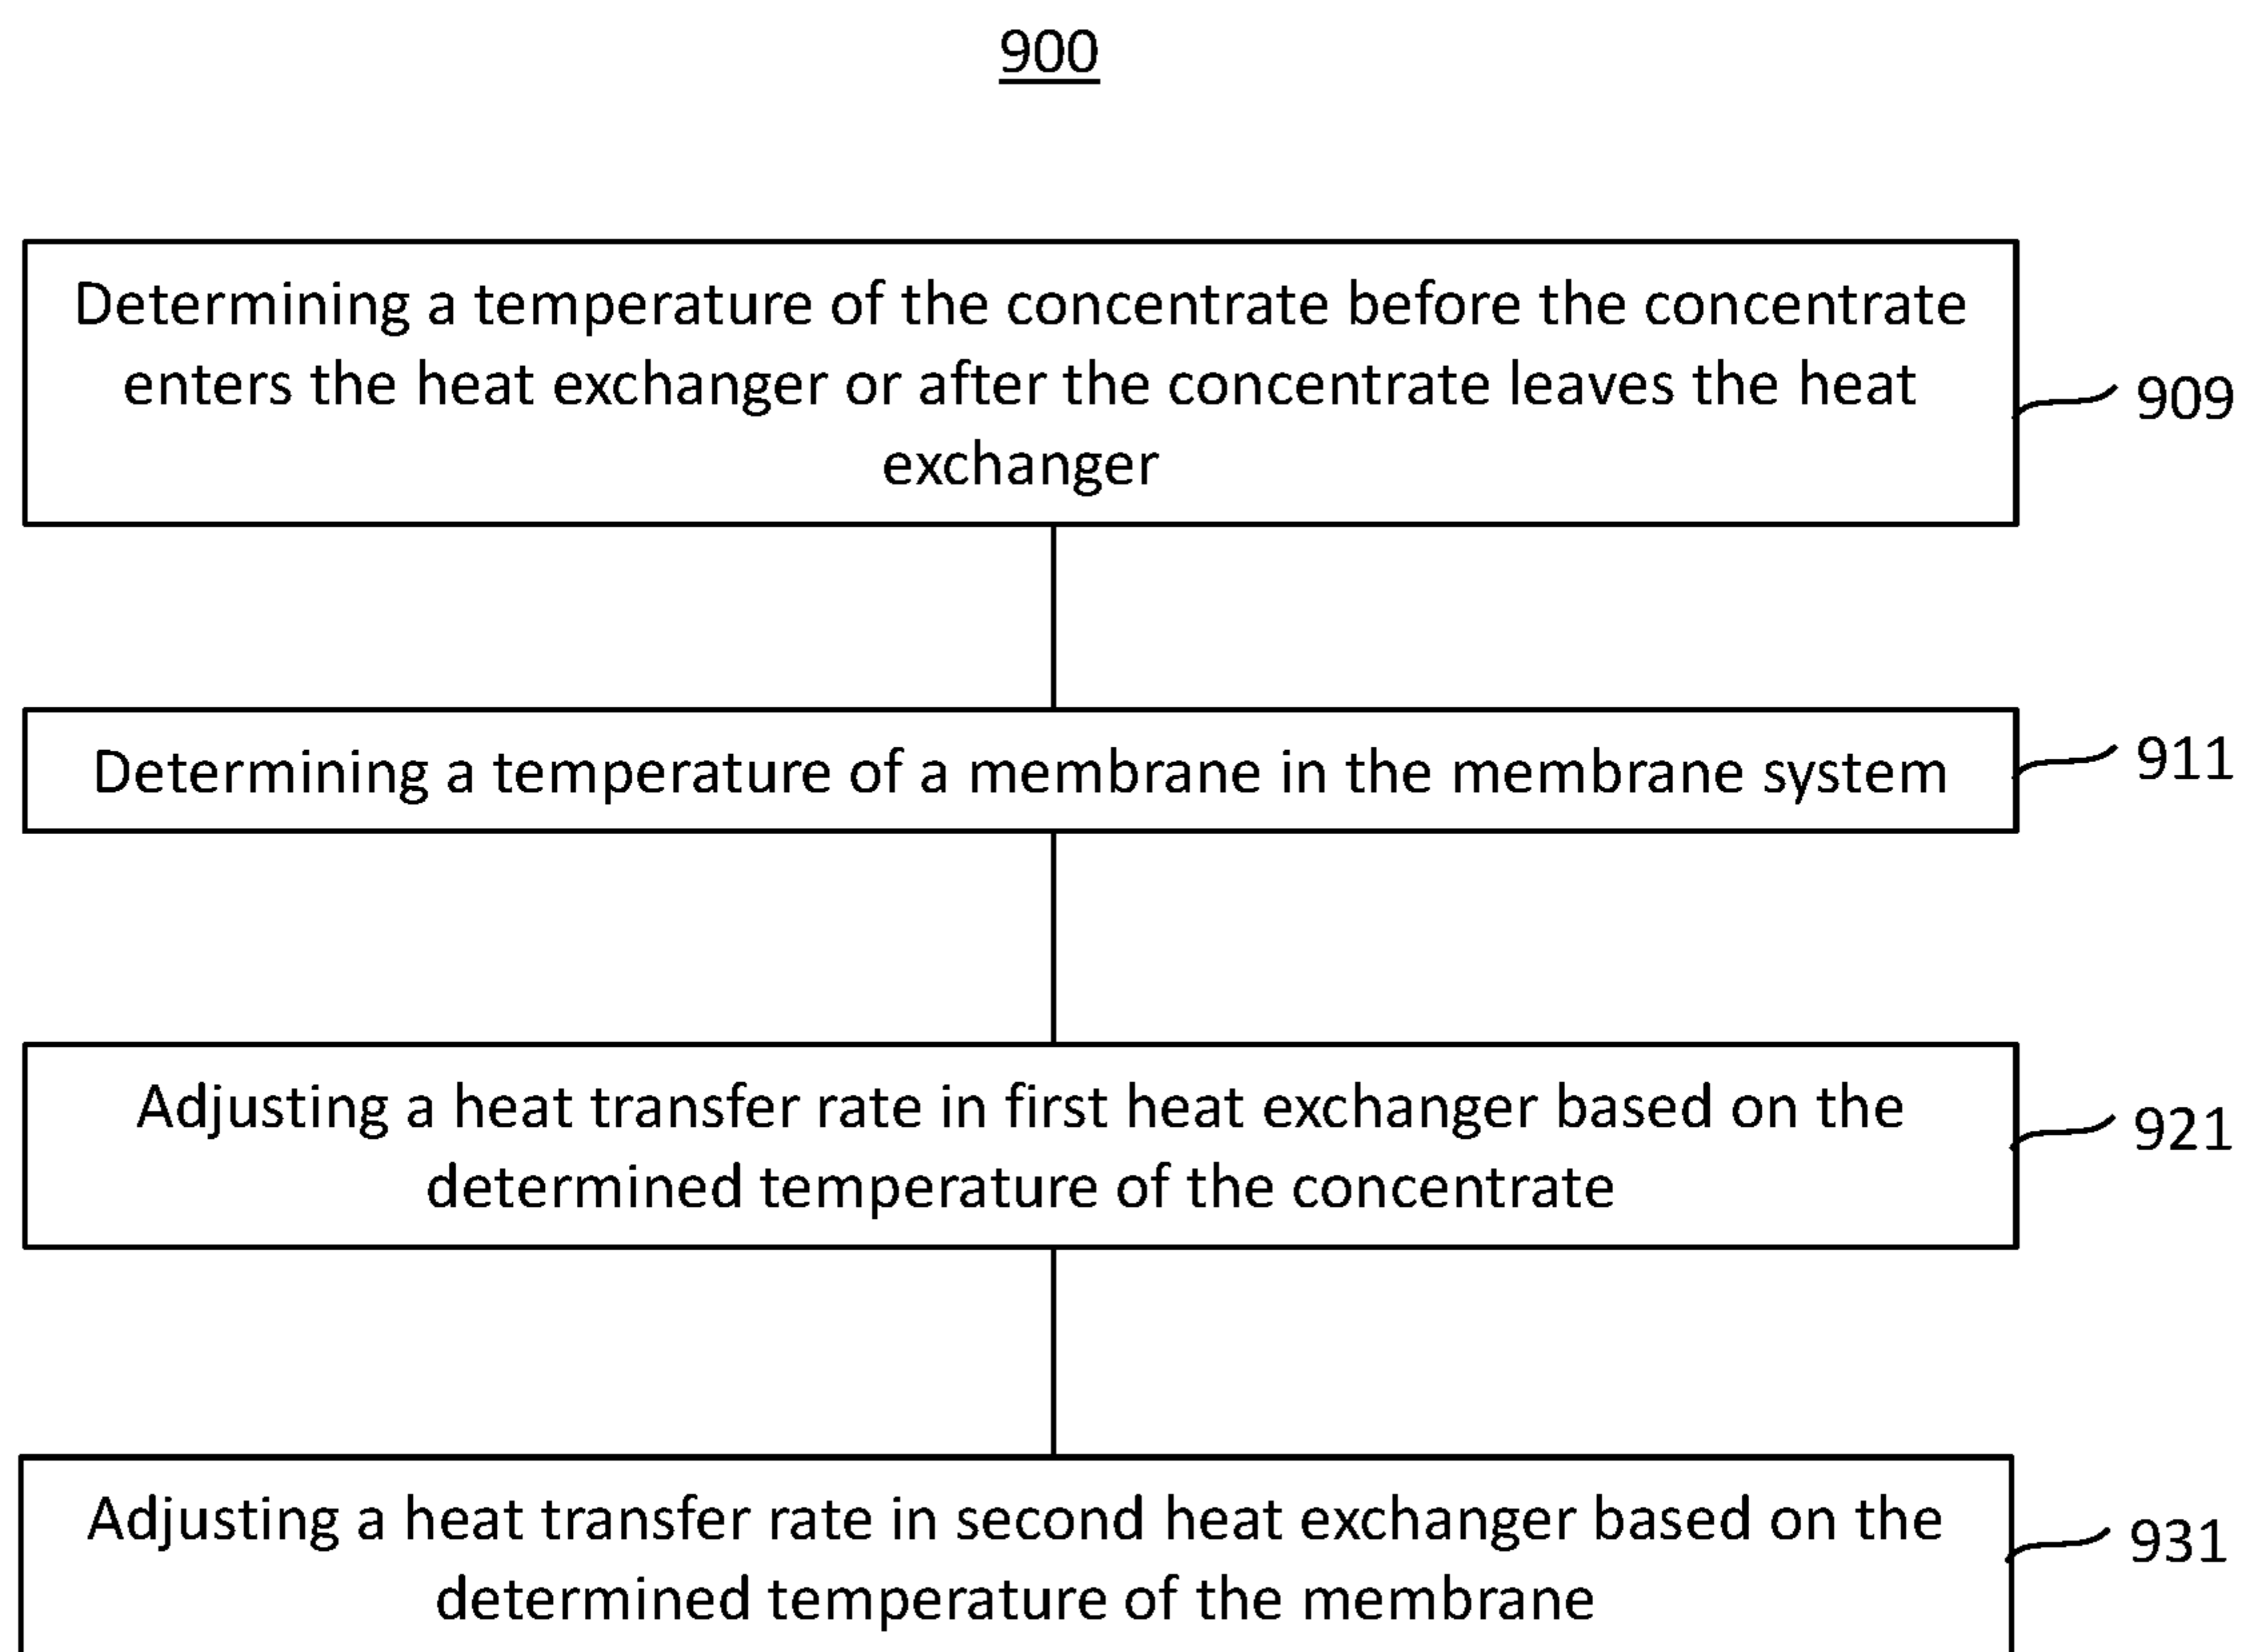 900
Determining a temperature of the concentrate before the concentrate
enters the heat exchanger or after the concentrate leaves the heat
exchanger
909
Determining a temperature of a membrane in the membrane system
911
Adjusting a heat transfer rate in first heat exchanger based on the
determined temperature of the concentrate
921
Adjusting a heat transfer rate in second heat exchanger based on the
determined temperature of the membrane
931